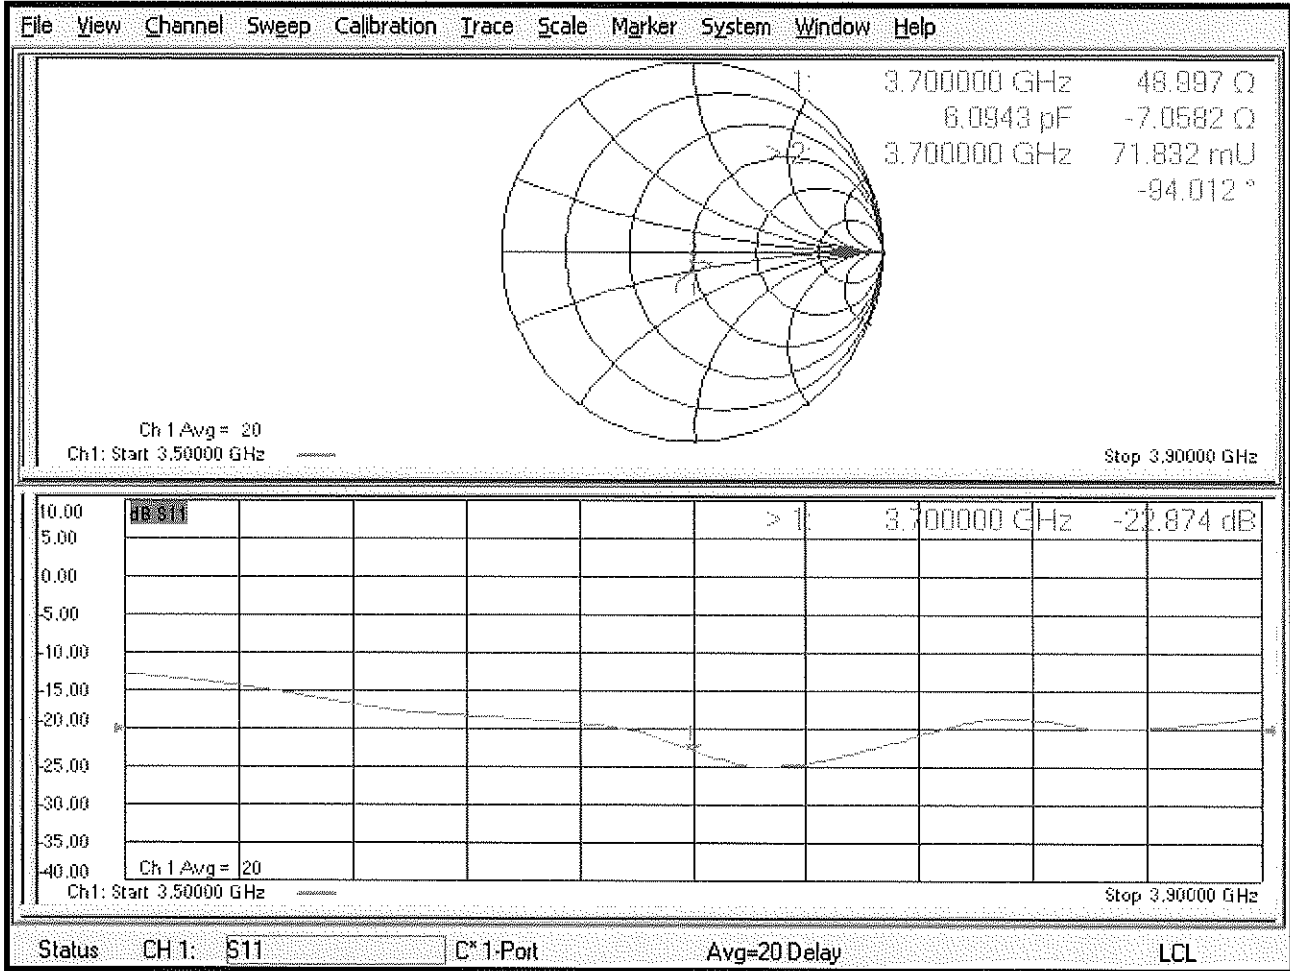 File View Channel Sweep Calibration Trace Scale Marker System Window Help
1: 3.700000 GHz 48.997 Ω
6.0943 pF -7.0582 Ω
> 2: 3.700000 GHz 71.832 mU
-94.012 °
Ch 1 Avg = 20
Ch1: Start 3.50000 GHz
Stop 3.90000 GHz
10.00
dB S11
> 1: 3.700000 GHz -22.874 dB
5.00
0.00
-5.00
-10.00
-15.00
-20.00
1
-25.00
-30.00
-35.00
-40.00
Ch 1 Avg = 20
Ch1: Start 3.50000 GHz
Stop 3.90000 GHz
Status CH 1: S11 C* 1-Port Avg=20 Delay LCL